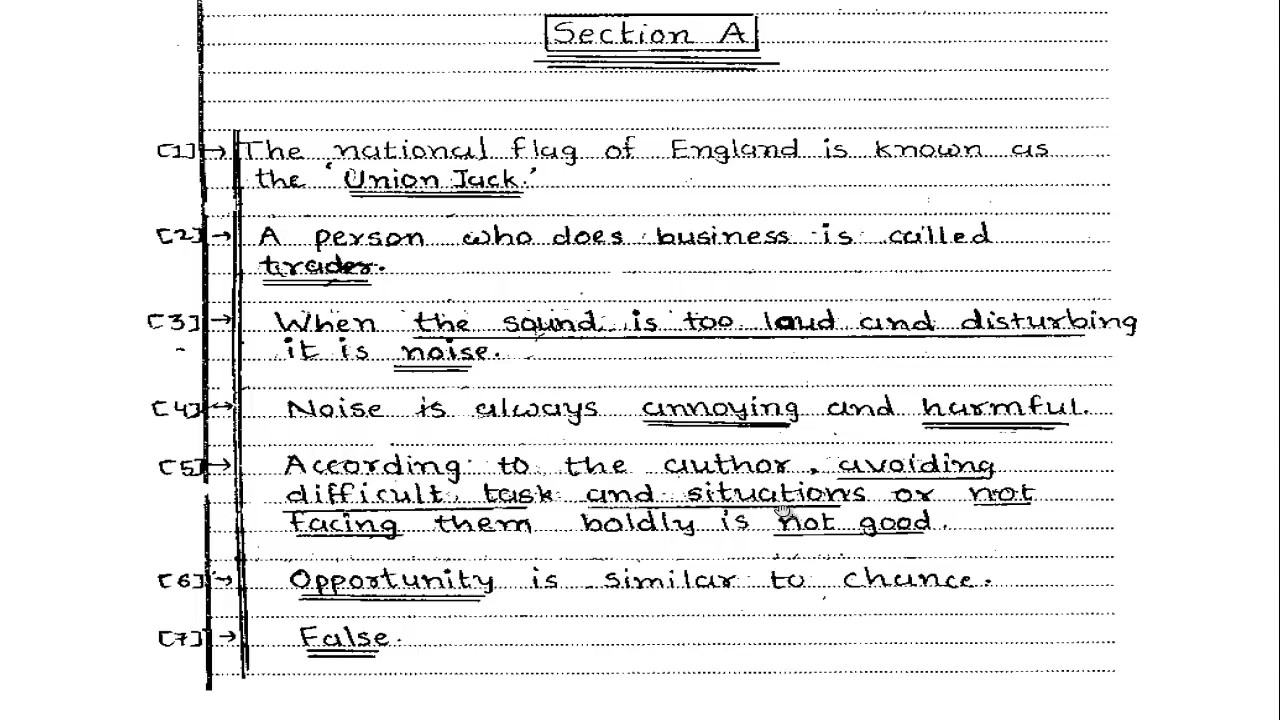 Section A
[1]→ The national flag of England is known as
the 'Union Jack.'
[2]→ A person who does business is called
trader.
[3]→ When the sound is too loud and disturbing
it is noise.
[4]→ Noise is always annoying and harmful.
[5]→ According to the author, avoiding
difficult task and situations or not
facing them boldly is not good.
[6]→ Opportunity is similar to chance.
[7]→ False.